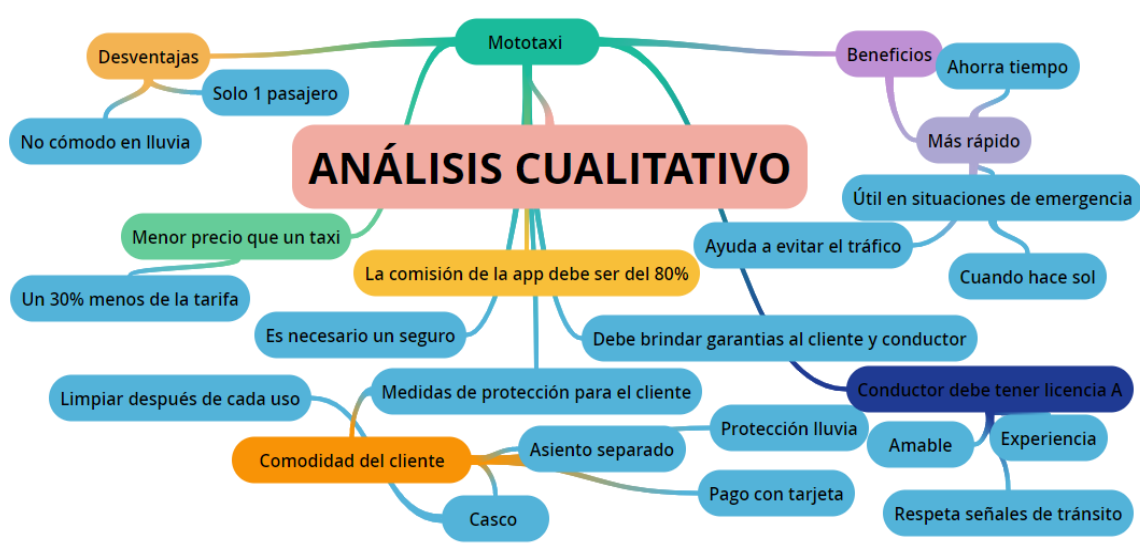 Mototaxi
Desventajas
Beneficios
Ahorra tiempo
Solo 1 pasajero
No cómodo en lluvia
Más rápido
ANÁLISIS CUALITATIVO
Útil en situaciones de emergencia
Menor precio que un taxi
Ayuda a evitar el tráfico
La comisión de la app debe ser del 80%
Cuando hace sol
Un 30% menos de la tarifa
Es necesario un seguro
Debe brindar garantias al cliente y conductor
Medidas de protección para el cliente
Conductor debe tener licencia A
Limpiar después de cada uso
Protección lluvia
Experiencia
Amable
Asiento separado
Comodidad del cliente
Pago con tarjeta
Respeta señales de tránsito
Casco